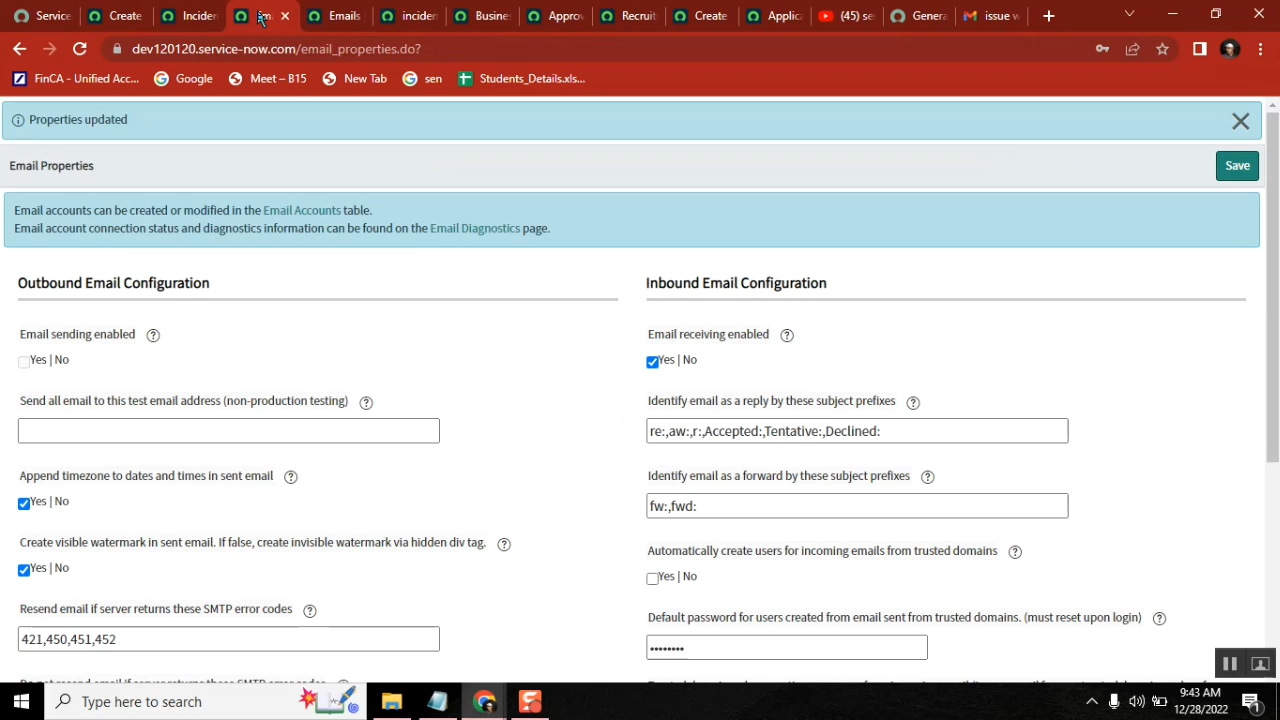 Service
Create
Inciden
Ema
Emails
inciden
Busine
Approv
Recruit
Create
Applica
(45) se
Genera
issue w
dev120120.service-now.com/email_properties.do?
FinCA - Unified Acc...
Google
Meet – B15
New Tab
sen
Students_Details.xls...
Properties updated
Email Properties
Save
Email accounts can be created or modified in the Email Accounts table.
Email account connection status and diagnostics information can be found on the Email Diagnostics page.
Outbound Email Configuration
Email sending enabled
Yes | No
Send all email to this test email address (non-production testing)
Append timezone to dates and times in sent email
Yes | No
Create visible watermark in sent email. If false, create invisible watermark via hidden div tag.
Yes | No
Resend email if server returns these SMTP error codes
421,450,451,452
Inbound Email Configuration
Email receiving enabled
Yes | No
Identify email as a reply by these subject prefixes
re:,aw:,r:,Accepted:,Tentative:,Declined:
Identify email as a forward by these subject prefixes
fw:,fwd:
Automatically create users for incoming emails from trusted domains
Yes | No
Default password for users created from email sent from trusted domains. (must reset upon login)
••••••••
Type here to search
9:43 AM
12/28/2022